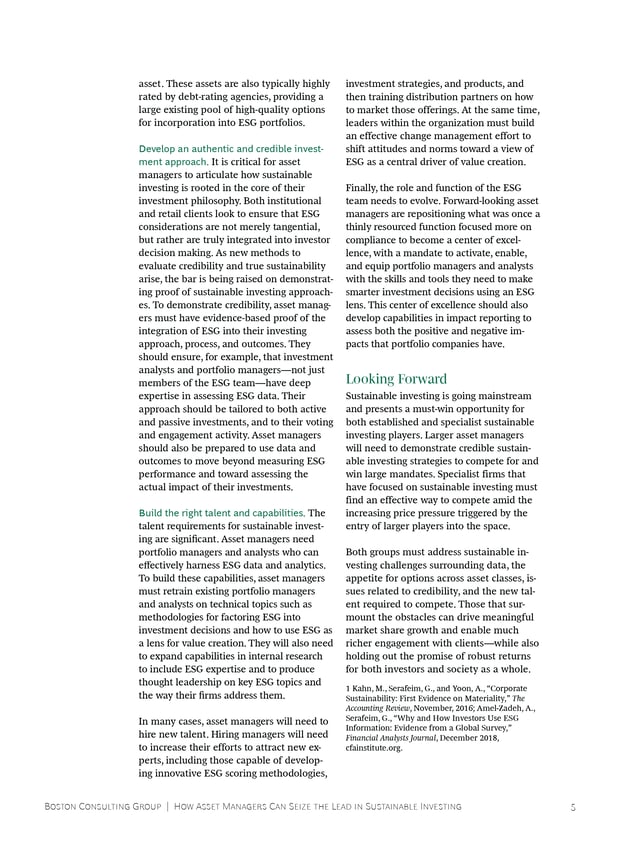 asset. These assets are also typically highly
rated by debt-rating agencies, providing a
large existing pool of high-quality options
for incorporation into ESG portfolios.
Develop an authentic and credible invest-
ment approach. It is critical for asset
managers to articulate how sustainable
investing is rooted in the core of their
investment philosophy. Both institutional
and retail clients look to ensure that ESG
considerations are not merely tangential,
but rather are truly integrated into investor
decision making. As new methods to
evaluate credibility and true sustainability
arise, the bar is being raised on demonstrat-
ing proof of sustainable investing approach-
es. To demonstrate credibility, asset manag-
ers must have evidence-based proof of the
integration of ESG into their investing
approach, process, and outcomes. They
should ensure, for example, that investment
analysts and portfolio managers—not just
members of the ESG team—have deep
expertise in assessing ESG data. Their
approach should be tailored to both active
and passive investments, and to their voting
and engagement activity. Asset managers
should also be prepared to use data and
outcomes to move beyond measuring ESG
performance and toward assessing the
actual impact of their investments.
Build the right talent and capabilities. The
talent requirements for sustainable invest-
ing are significant. Asset managers need
portfolio managers and analysts who can
effectively harness ESG data and analytics.
To build these capabilities, asset managers
must retrain existing portfolio managers
and analysts on technical topics such as
methodologies for factoring ESG into
investment decisions and how to use ESG as
a lens for value creation. They will also need
to expand capabilities in internal research
to include ESG expertise and to produce
thought leadership on key ESG topics and
the way their firms address them.
In many cases, asset managers will need to
hire new talent. Hiring managers will need
to increase their efforts to attract new ex-
perts, including those capable of develop-
ing innovative ESG scoring methodologies,
investment strategies, and products, and
then training distribution partners on how
to market those offerings. At the same time,
leaders within the organization must build
an effective change management effort to
shift attitudes and norms toward a view of
ESG as a central driver of value creation.
Finally, the role and function of the ESG
team needs to evolve. Forward-looking asset
managers are repositioning what was once a
thinly resourced function focused more on
compliance to become a center of excel-
lence, with a mandate to activate, enable,
and equip portfolio managers and analysts
with the skills and tools they need to make
smarter investment decisions using an ESG
lens. This center of excellence should also
develop capabilities in impact reporting to
assess both the positive and negative im-
pacts that portfolio companies have.
Looking Forward
Sustainable investing is going mainstream
and presents a must-win opportunity for
both established and specialist sustainable
investing players. Larger asset managers
will need to demonstrate credible sustain-
able investing strategies to compete for and
win large mandates. Specialist firms that
have focused on sustainable investing must
find an effective way to compete amid the
increasing price pressure triggered by the
entry of larger players into the space.
Both groups must address sustainable in-
vesting challenges surrounding data, the
appetite for options across asset classes, is-
sues related to credibility, and the new tal-
ent required to compete. Those that sur-
mount the obstacles can drive meaningful
market share growth and enable much
richer engagement with clients—while also
holding out the promise of robust returns
for both investors and society as a whole.
1 Kahn, M., Serafeim, G., and Yoon, A., “Corporate
Sustainability: First Evidence on Materiality,” The
Accounting Review, November, 2016; Amel-Zadeh, A.,
Serafeim, G., “Why and How Investors Use ESG
Information: Evidence from a Global Survey,”
Financial Analysts Journal, December 2018,
cfainstitute.org.
Boston Consulting Group | How Asset Managers Can Seize the Lead in Sustainable Investing 5